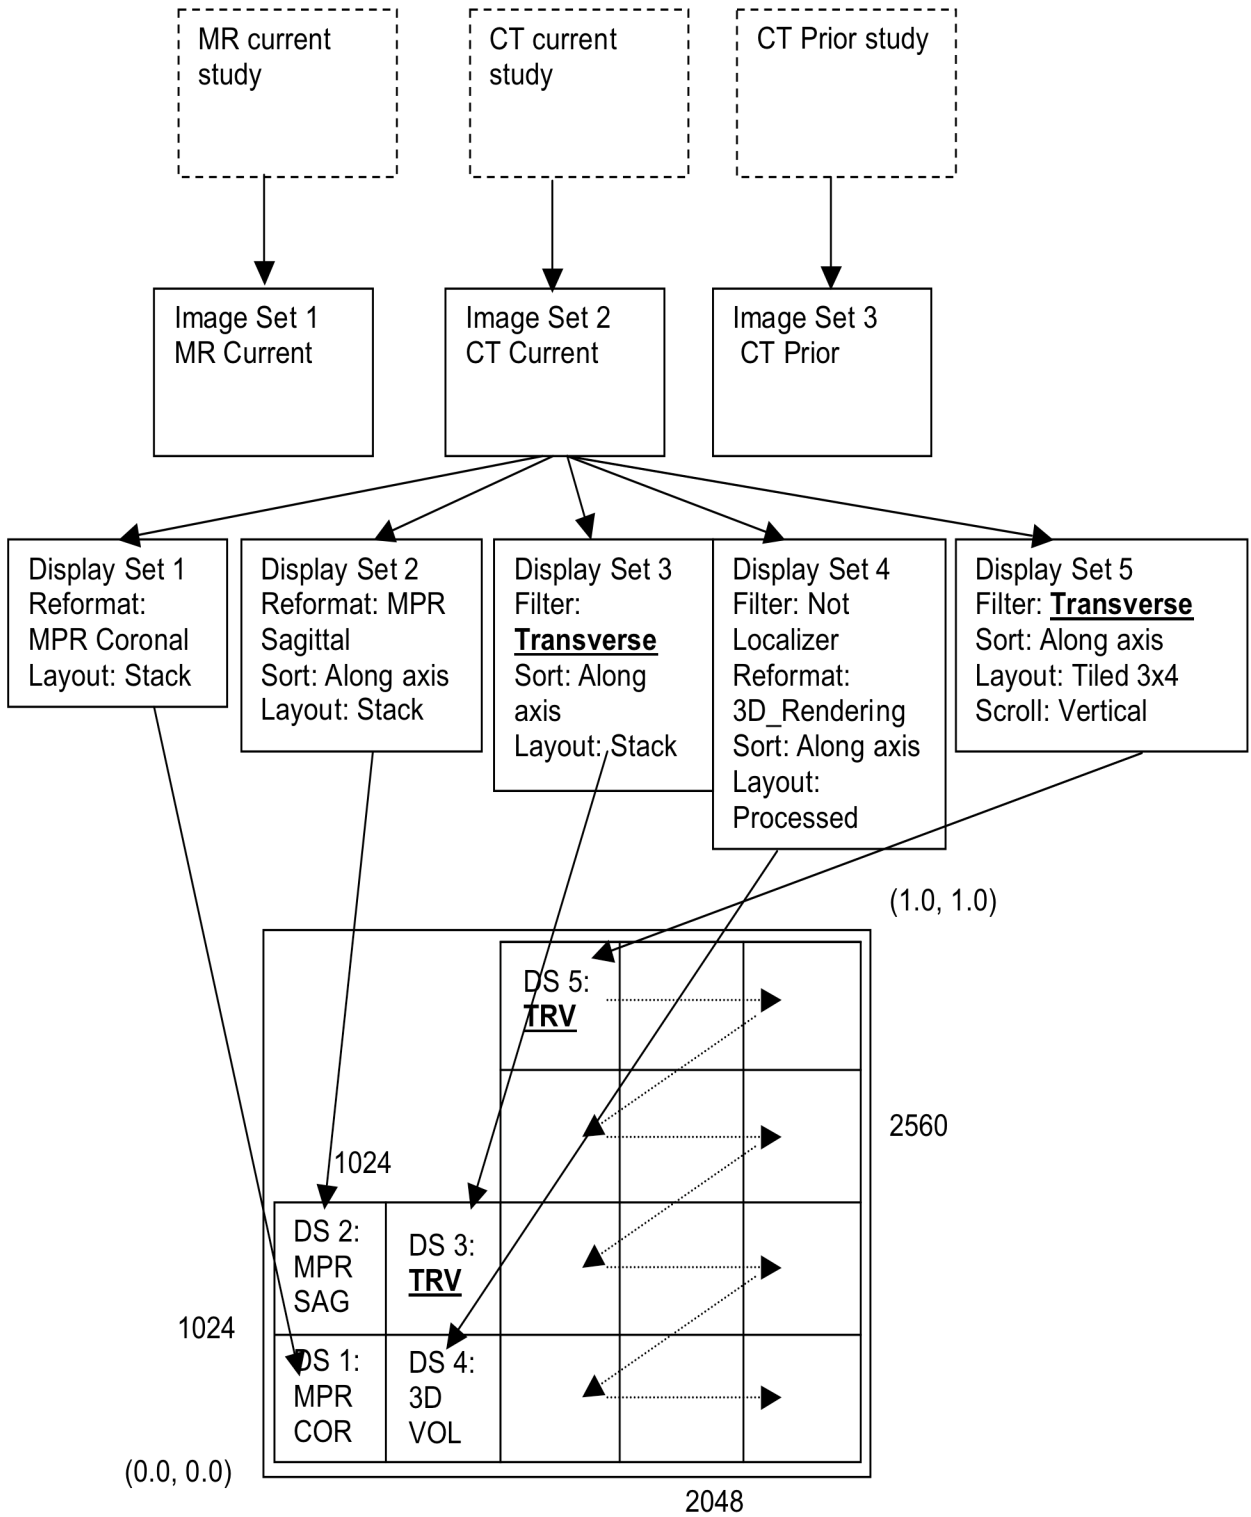 MR current
study
CT current
study
CT Prior study
Image Set 1
MR Current
Image Set 2
CT Current
Image Set 3
CT Prior
Display Set 1
Reformat:
MPR Coronal
Layout: Stack
Display Set 2
Reformat: MPR
Sagittal
Sort: Along axis
Layout: Stack
Display Set 3
Filter:
Transverse
Sort: Along
axis
Layout: Stack
Display Set 4
Filter: Not
Localizer
Reformat:
3D_Rendering
Sort: Along axis
Layout:
Processed
Display Set 5
Filter: Transverse
Sort: Along axis
Layout: Tiled 3x4
Scroll: Vertical
(1.0, 1.0)
DS 5:
TRV
2560
1024
DS 2:
MPR
SAG
DS 3:
TRV
1024
DS 1:
MPR
COR
DS 4:
3D
VOL
(0.0, 0.0)
2048